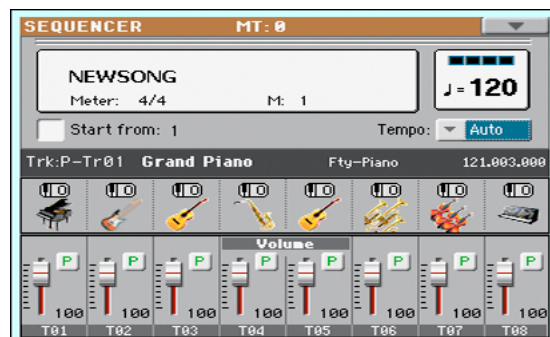 SEQUENCER MT: 0
NEWSONG
Meter: 4/4 M: 1
♩=120
Start from: 1 Tempo: Auto
Trk:P-Tr01 Grand Piano Fty-Piano 121.003.000
Volume
P P P P P P P P
100 100 100 100 100 100 100 100
T01 T02 T03 T04 T05 T06 T07 T08